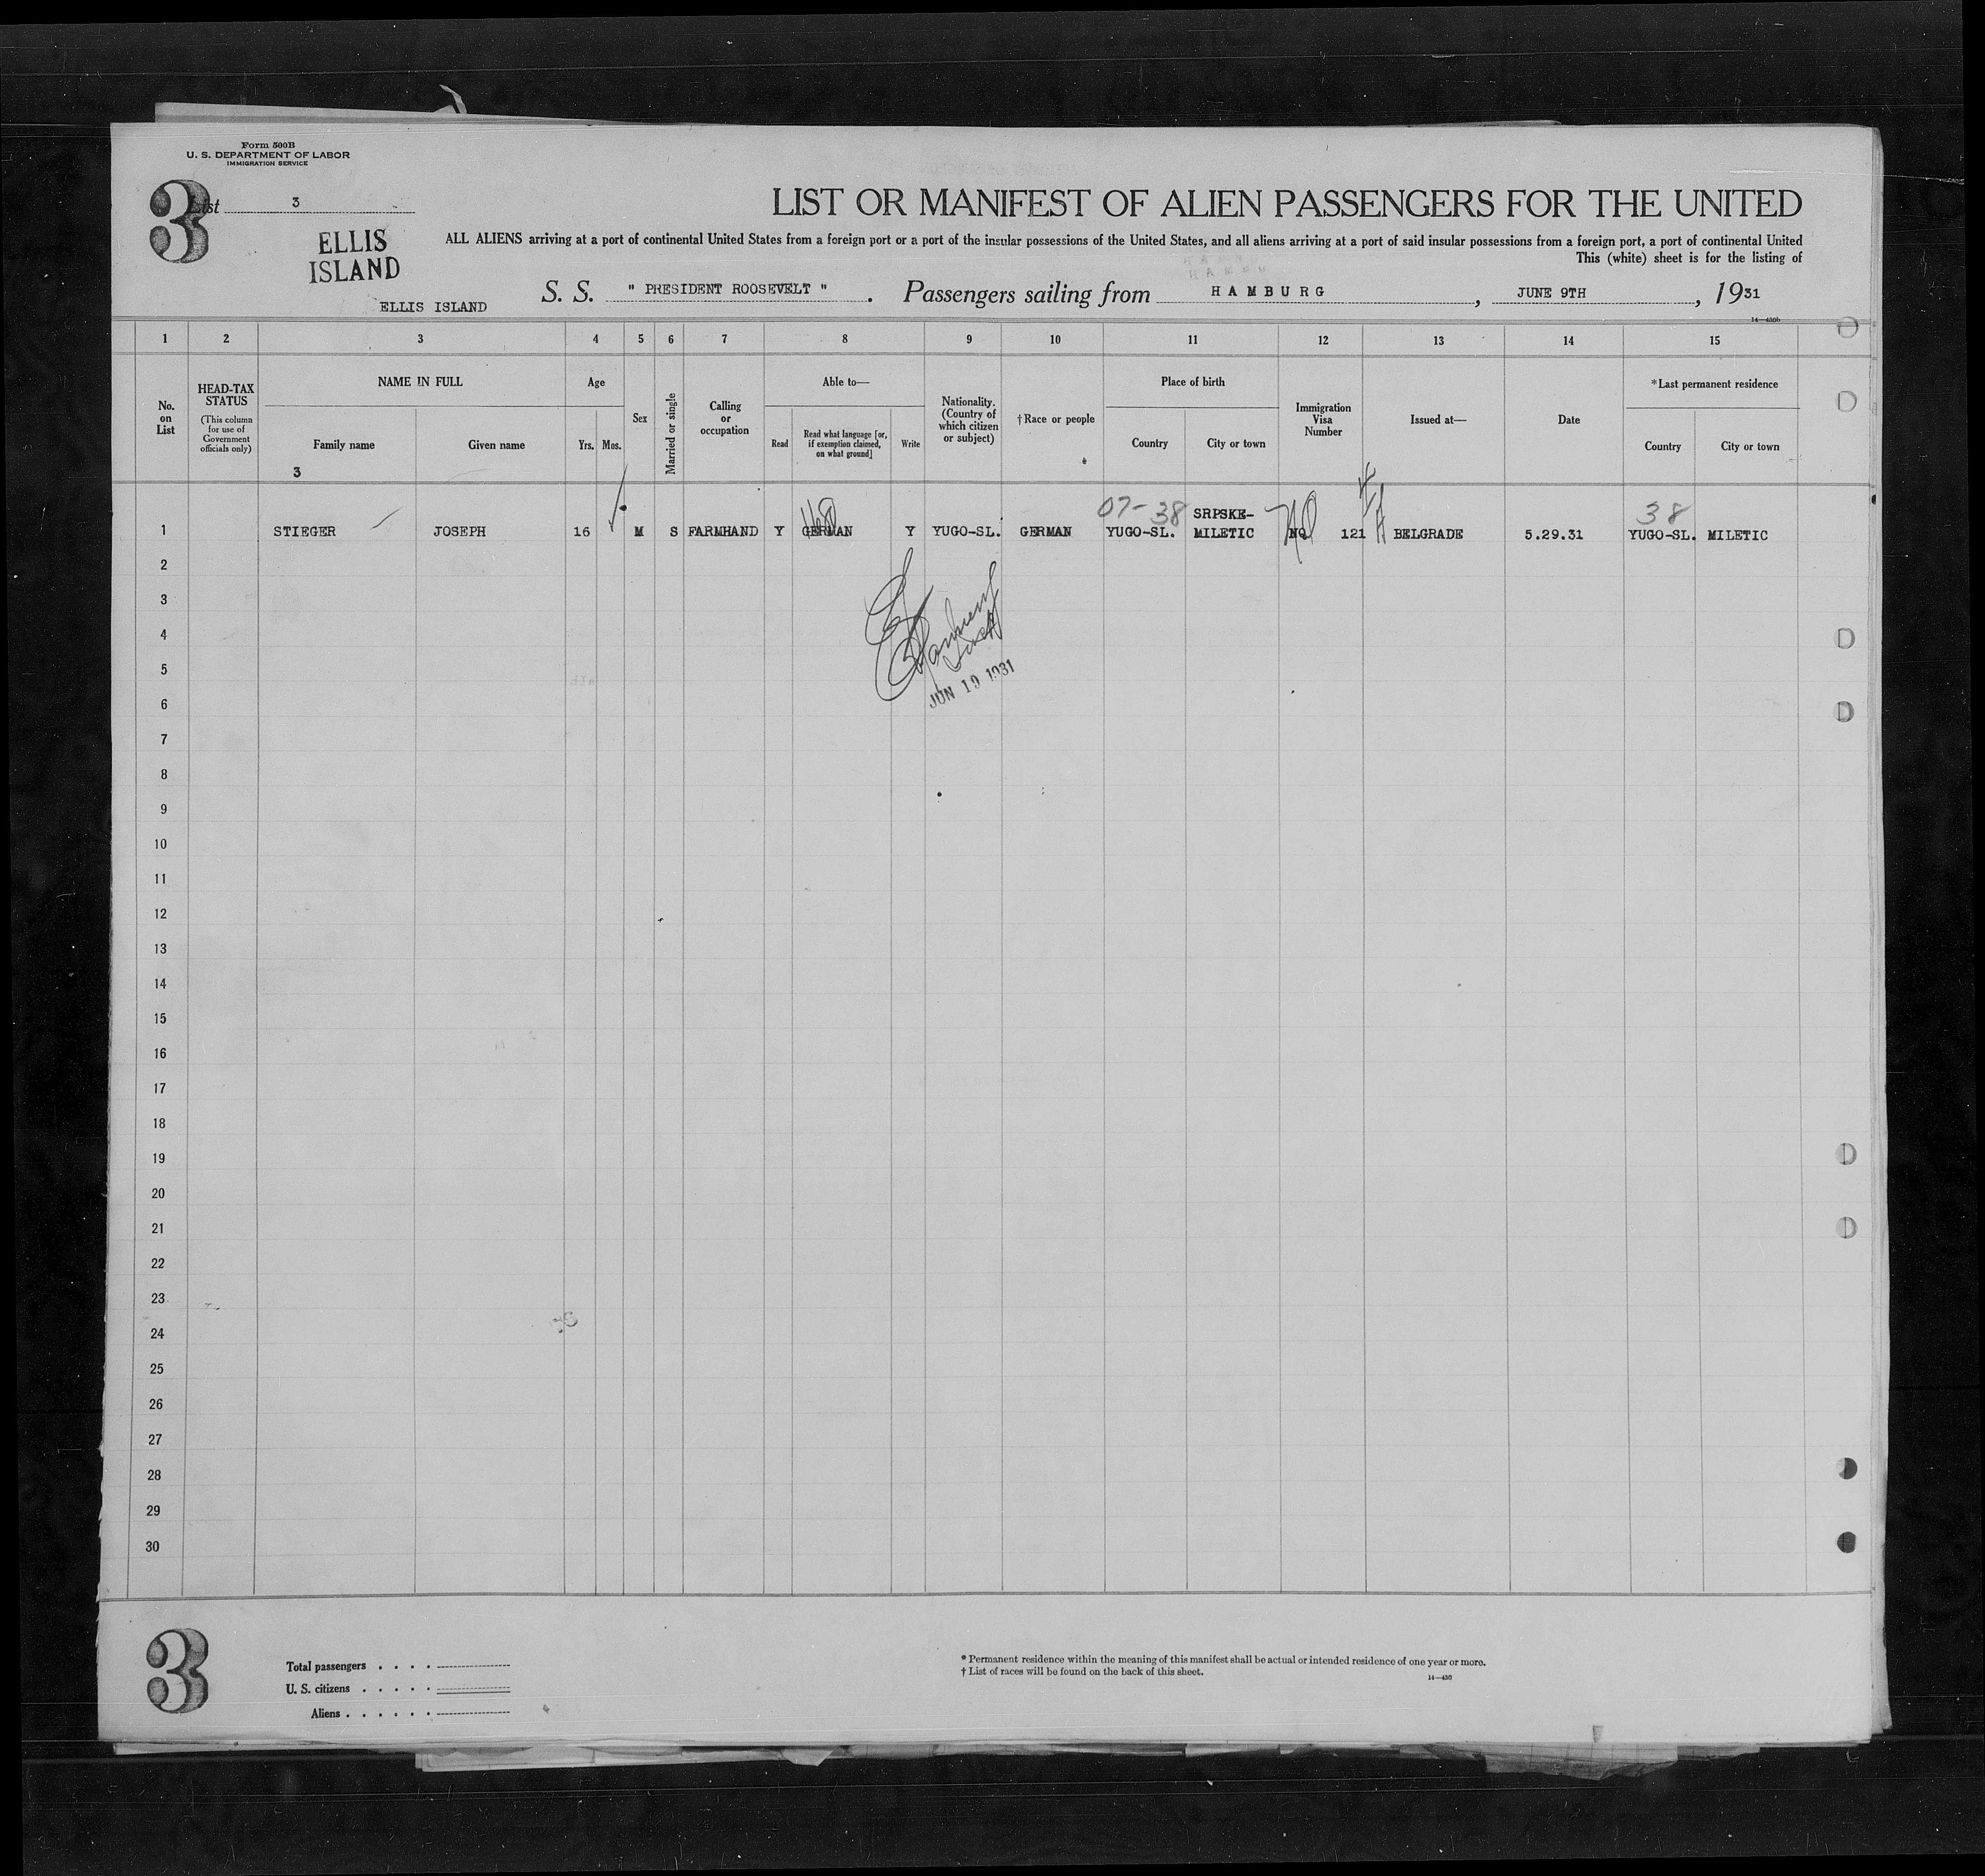 Form 500B
U. S. DEPARTMENT OF LABOR
IMMIGRATION SERVICE
3
List 3
ELLIS
ISLAND
ELLIS ISLAND
LIST OR MANIFEST OF ALIEN PASSENGERS FOR THE UNITED
ALL ALIENS arriving at a port of continental United States from a foreign port or a port of the insular possessions of the United States, and all aliens arriving at a port of said insular possessions from a foreign port, a port of continental United
This (white) sheet is for the listing of
S. S. " PRESIDENT ROOSEVELT " . Passengers sailing from HAMBURG , JUNE 9TH , 1931
14—430b
1 2 3 4 5 6 7 8 9 10 11 12 13 14 15
No. on List
HEAD-TAX STATUS
(This column for use of Government officials only)
NAME IN FULL
Family name
Given name
3
Age
Yrs. Mos.
Sex
Married or single
Calling or occupation
Able to—
Read
Read what language [or, if exemption claimed, on what ground]
Write
Nationality. (Country of which citizen or subject)
†Race or people
Place of birth
Country
City or town
Immigration Visa Number
Issued at—
Date
*Last permanent residence
Country
City or town
07-38 SRPSKE- 38
1 STIEGER JOSEPH 16 M S FARMHAND Y GERMAN Y YUGO-SL. GERMAN YUGO-SL. MILETIC NQ 121 BELGRADE 5.29.31 YUGO-SL. MILETIC
2
3
4
5
JUN 19 1931
6
7
8
9
10
11
12
13
14
15
16
17
18
19
20
21
22
23
24
25
26
27
28
29
30
3
Total passengers . . . .
U. S. citizens . . . . .
Aliens . . . . . .
* Permanent residence within the meaning of this manifest shall be actual or intended residence of one year or more.
† List of races will be found on the back of this sheet.
14—430